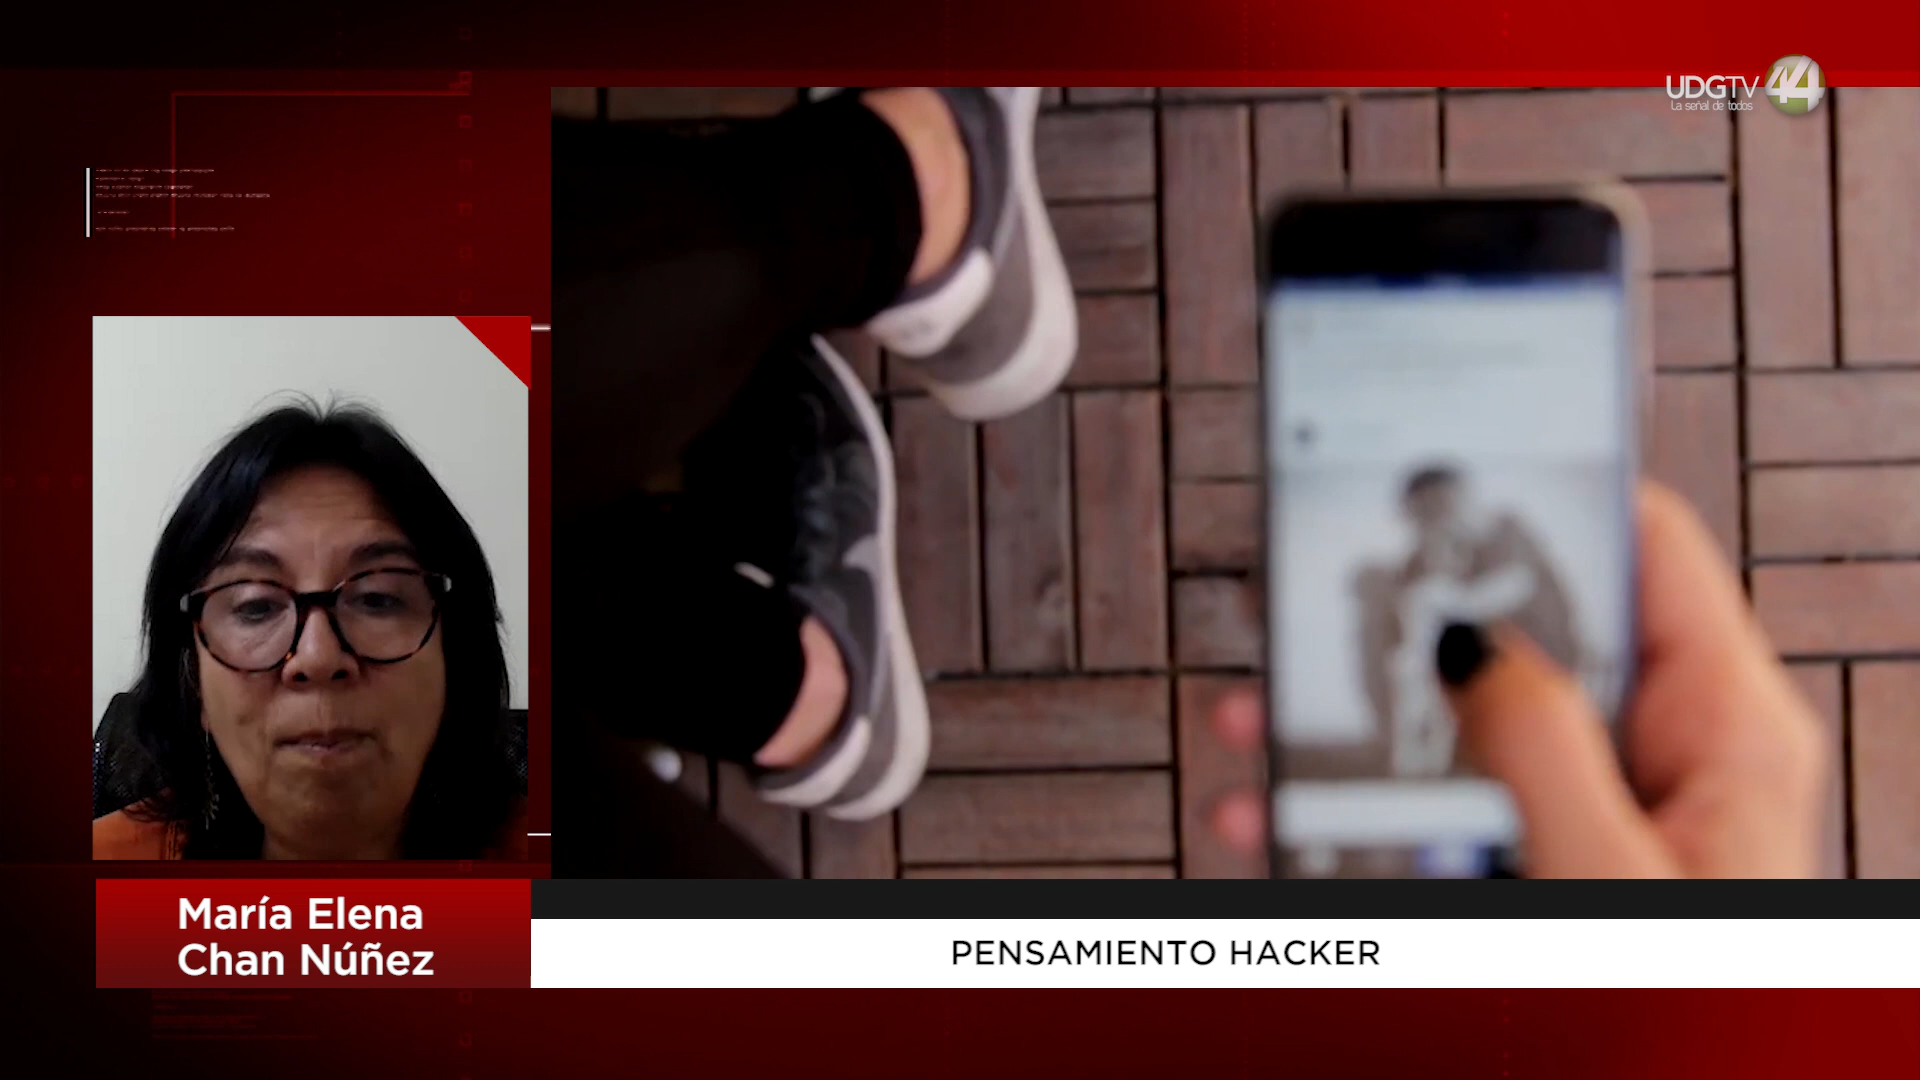 UDGTV 44
La señal de todos
María Elena
Chan Núñez
PENSAMIENTO HACKER